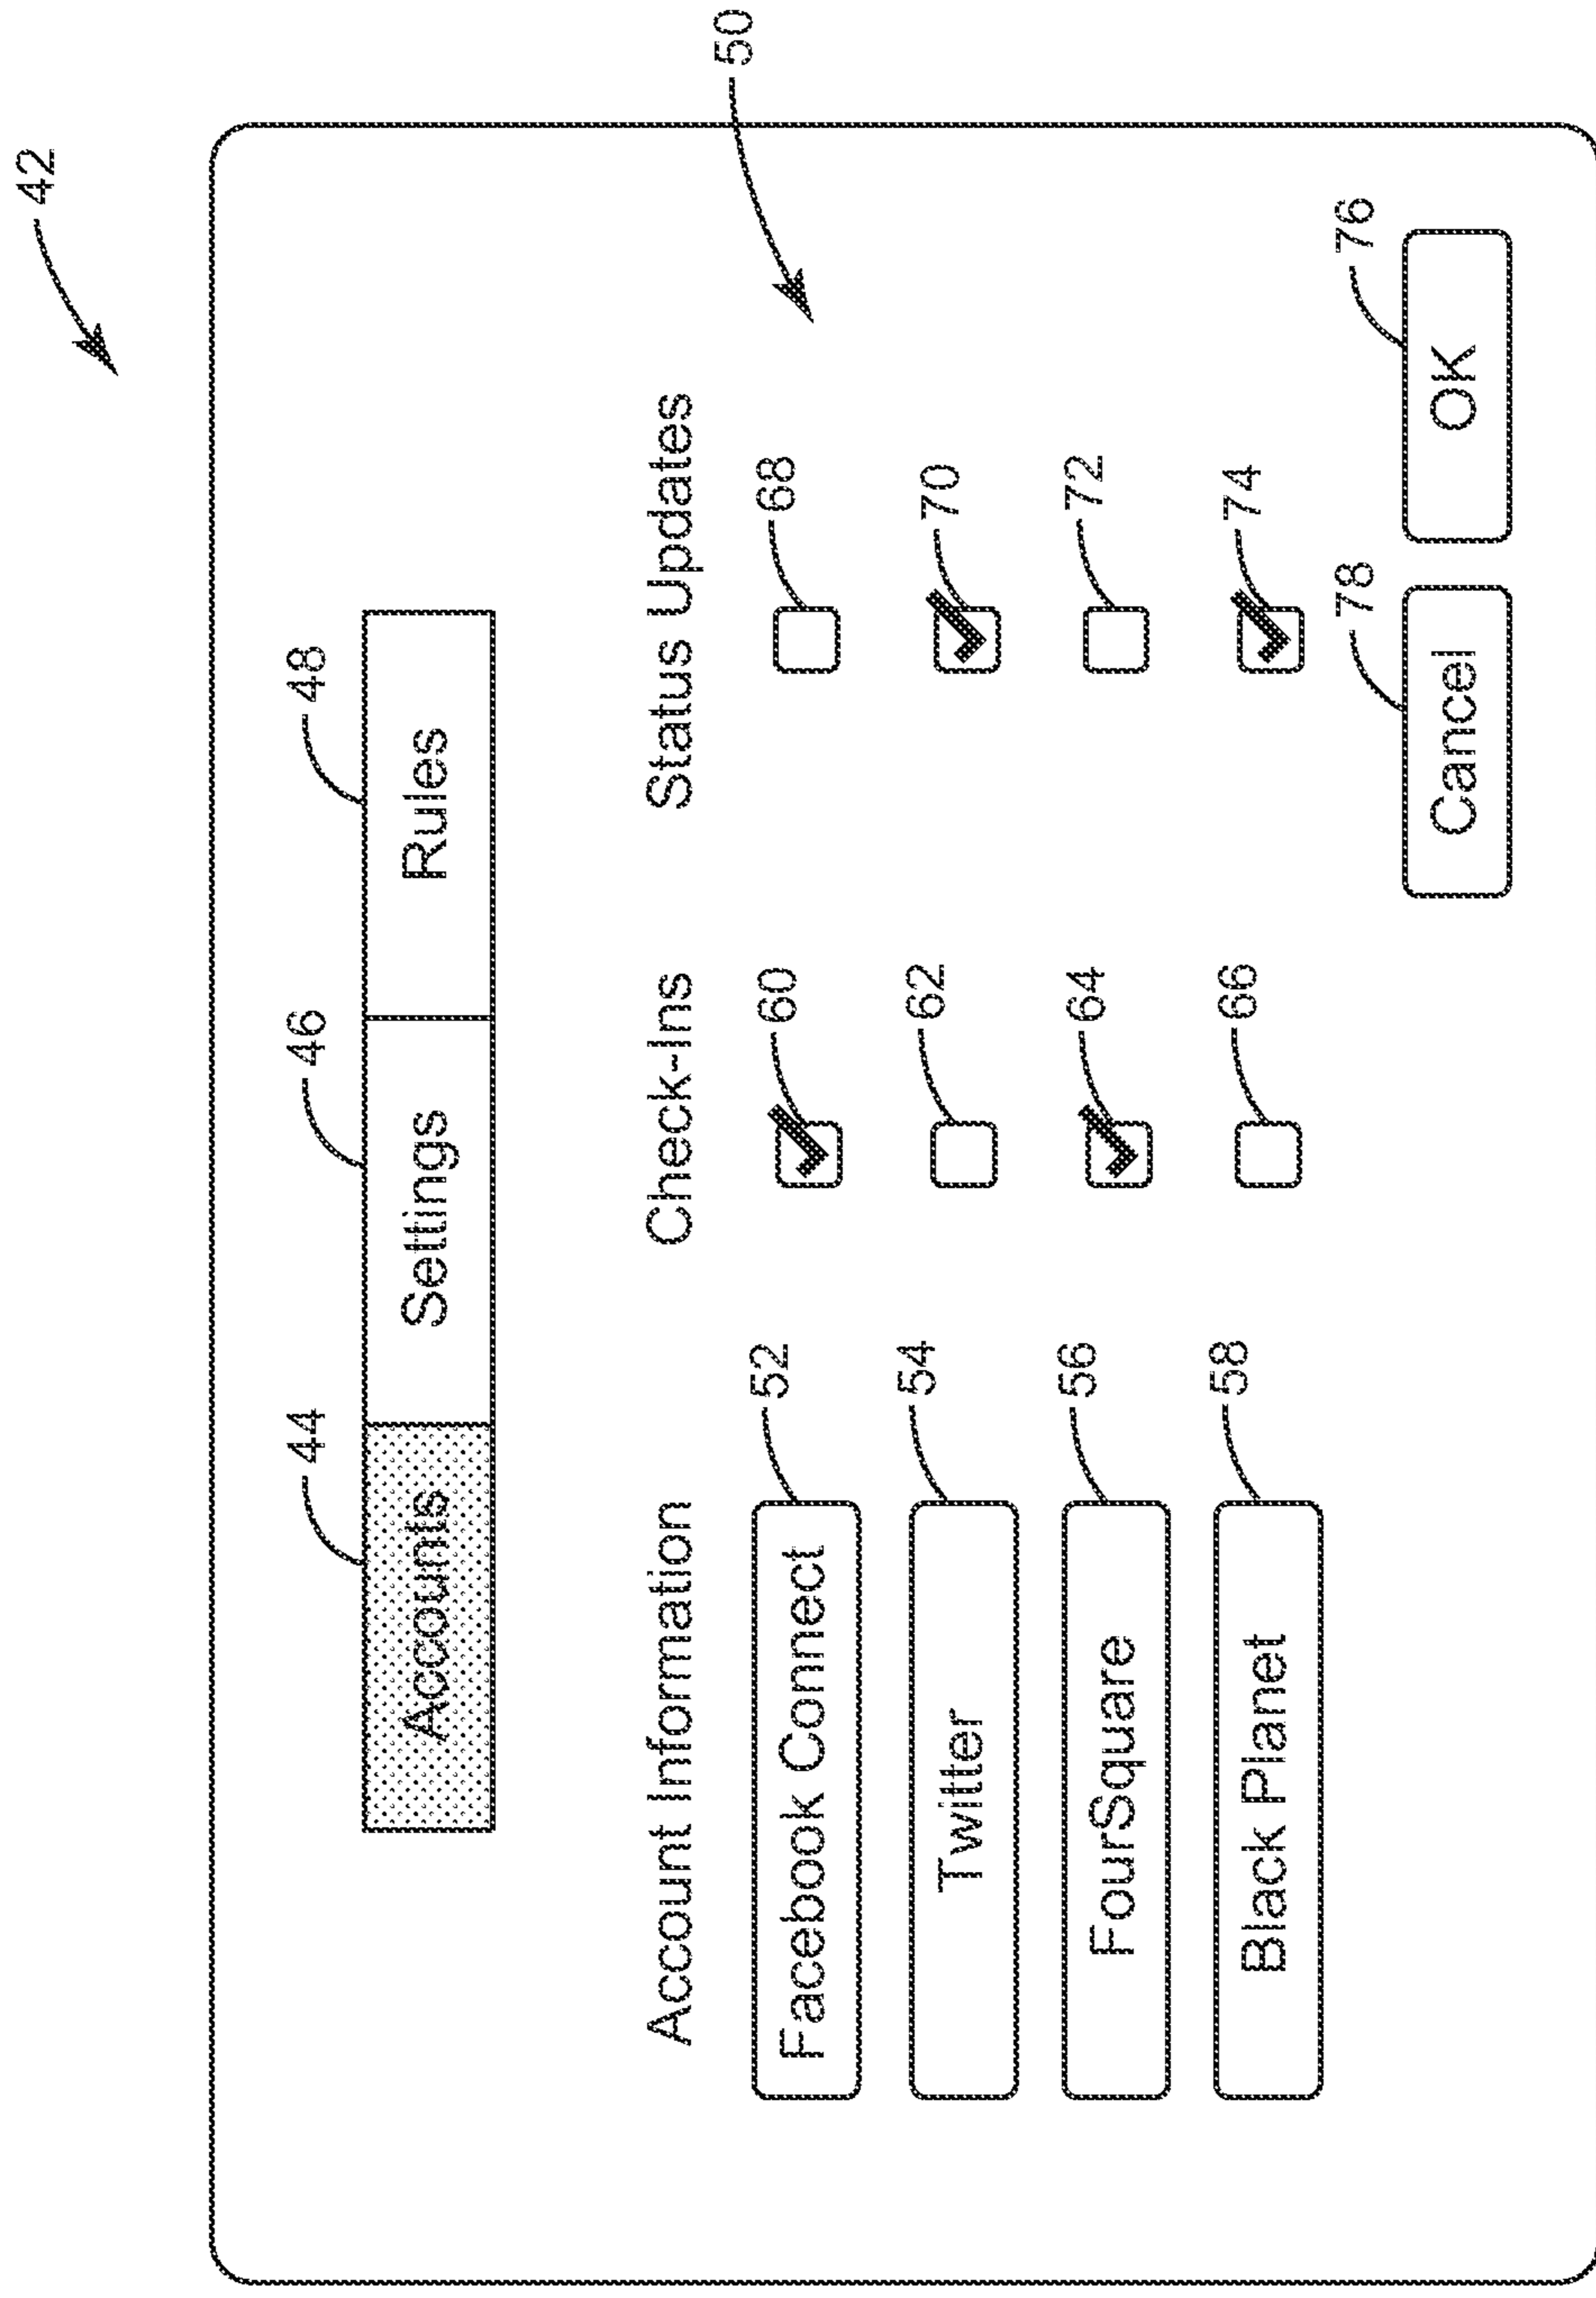 42
44 46 48
Accounts Settings Rules
50
Account Information Check-Ins Status Updates
Facebook Connect 52 60 68
Twitter 54 62 70
FourSquare 56 64 72
Black Planet 58 66 74
78 76
Cancel OK